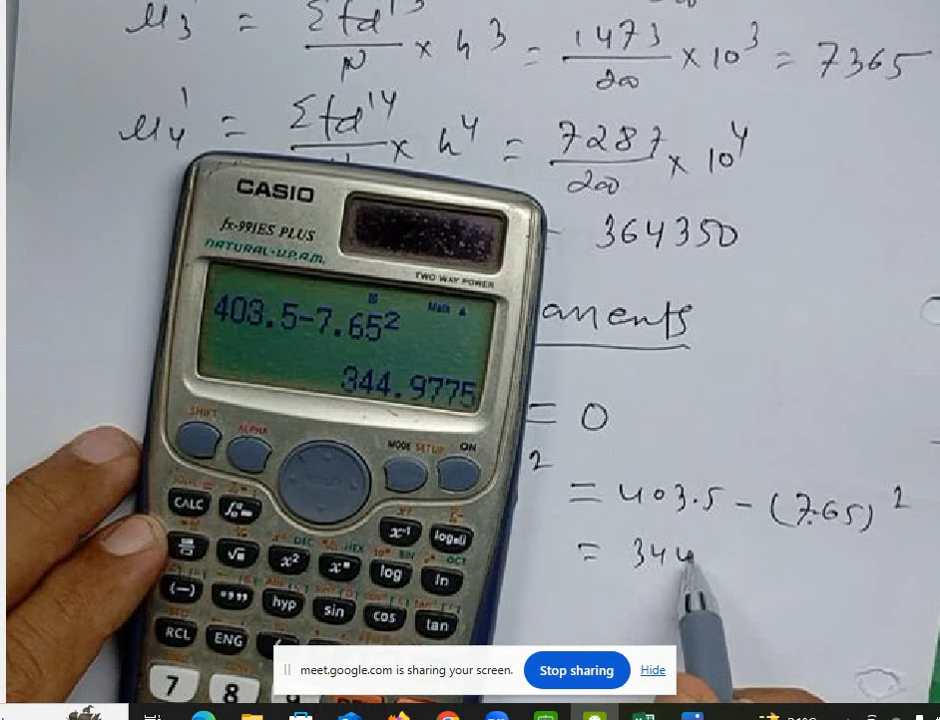 μ₃' = Σfd'³/N × h³ = 1473/200 × 10³ = 7365
μ₄' = Σfd'⁴ × h⁴ = 7287/200 × 10⁴
364350
CASIO
fx-991ES PLUS
NATURAL-V.P.A.M.
TWO WAY POWER
403.5-7.65²
Math ▲
344.9775
= 0
2
= 403.5 - (7.65)²
= 344
SHIFT
ALPHA
MODE SETUP ON
CALC
x⁻¹
log
x²
log
ln
(−)
hyp
sin
cos
tan
RCL
ENG
meet.google.com is sharing your screen.
Stop sharing
Hide
7
8